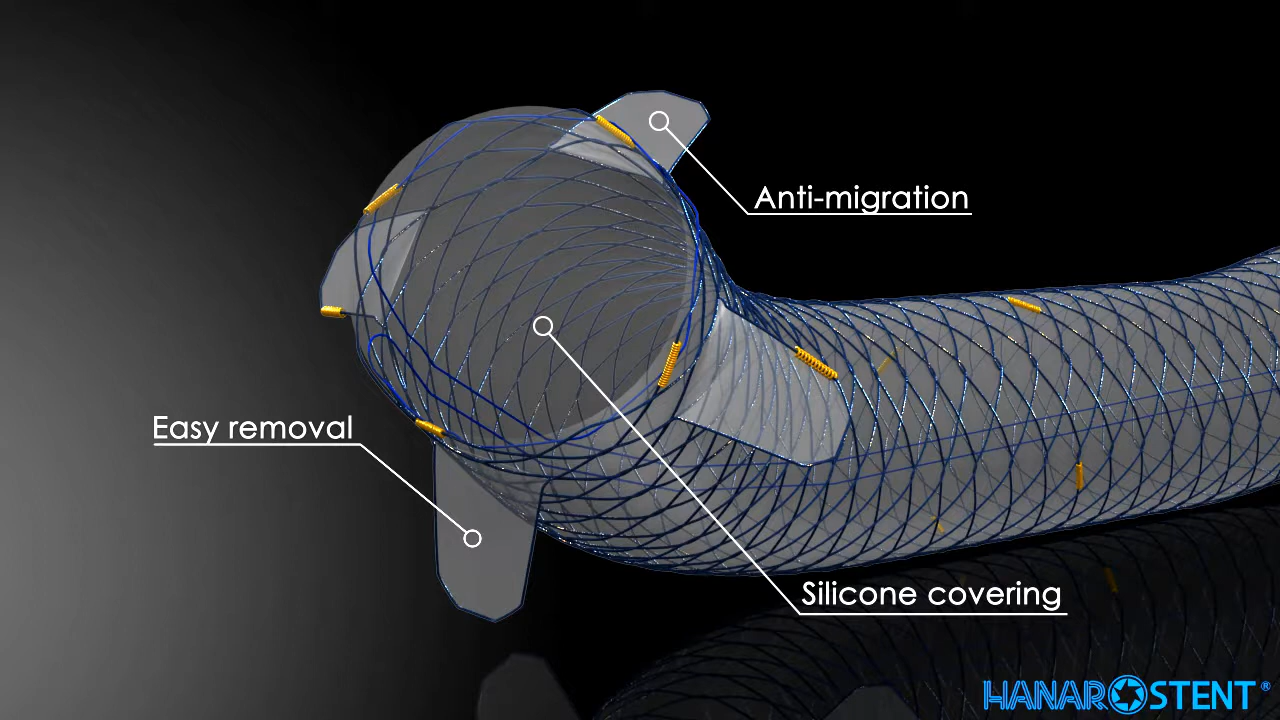 Anti-migration
Easy removal
Silicone covering
HANAROSTENT®